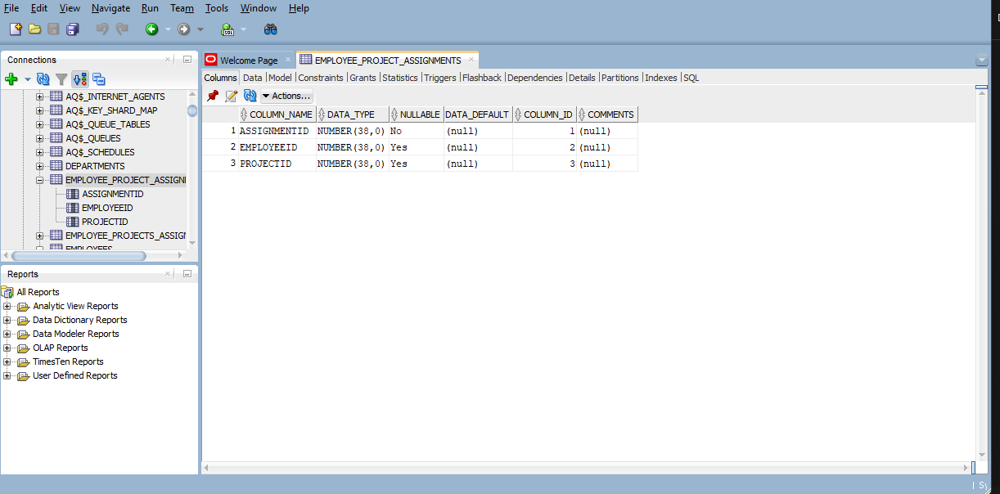 File Edit View Navigate Run Team Tools Window Help
SQL
Connections
AQ$_INTERNET_AGENTS
AQ$_KEY_SHARD_MAP
AQ$_QUEUE_TABLES
AQ$_QUEUES
AQ$_SCHEDULES
DEPARTMENTS
EMPLOYEE_PROJECT_ASSIGN
ASSIGNMENTID
EMPLOYEEID
PROJECTID
EMPLOYEE_PROJECTS_ASSIGN
EMPLOYEES
Reports
All Reports
Analytic View Reports
Data Dictionary Reports
Data Modeler Reports
OLAP Reports
TimesTen Reports
User Defined Reports
Welcome Page EMPLOYEE_PROJECT_ASSIGNMENTS
Columns Data Model Constraints Grants Statistics Triggers Flashback Dependencies Details Partitions Indexes SQL
Actions...
COLUMN_NAME DATA_TYPE NULLABLE DATA_DEFAULT COLUMN_ID COMMENTS
1 ASSIGNMENTID NUMBER(38,0) No (null) 1 (null)
2 EMPLOYEEID NUMBER(38,0) Yes (null) 2 (null)
3 PROJECTID NUMBER(38,0) Yes (null) 3 (null)